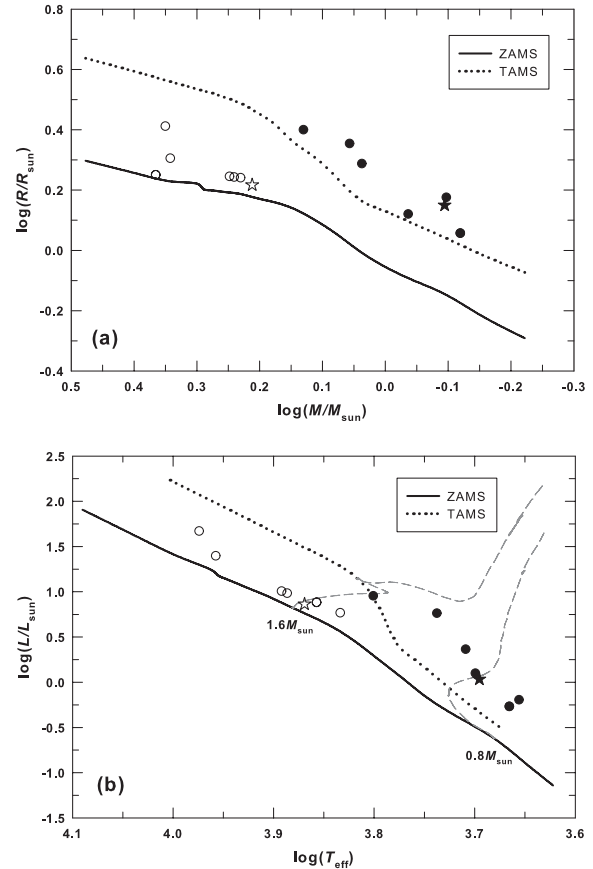 0.8
0.6
0.4
0.2
0.0
-0.2
-0.4
log(R/Rsun)
ZAMS
TAMS
(a)
0.5 0.4 0.3 0.2 0.1 0.0 -0.1 -0.2 -0.3
log(M/Msun)
2.5
2.0
1.5
1.0
0.5
0.0
-0.5
-1.0
-1.5
log(L/Lsun)
ZAMS
TAMS
1.6Msun
0.8Msun
(b)
4.1 4.0 3.9 3.8 3.7 3.6
log(Teff)